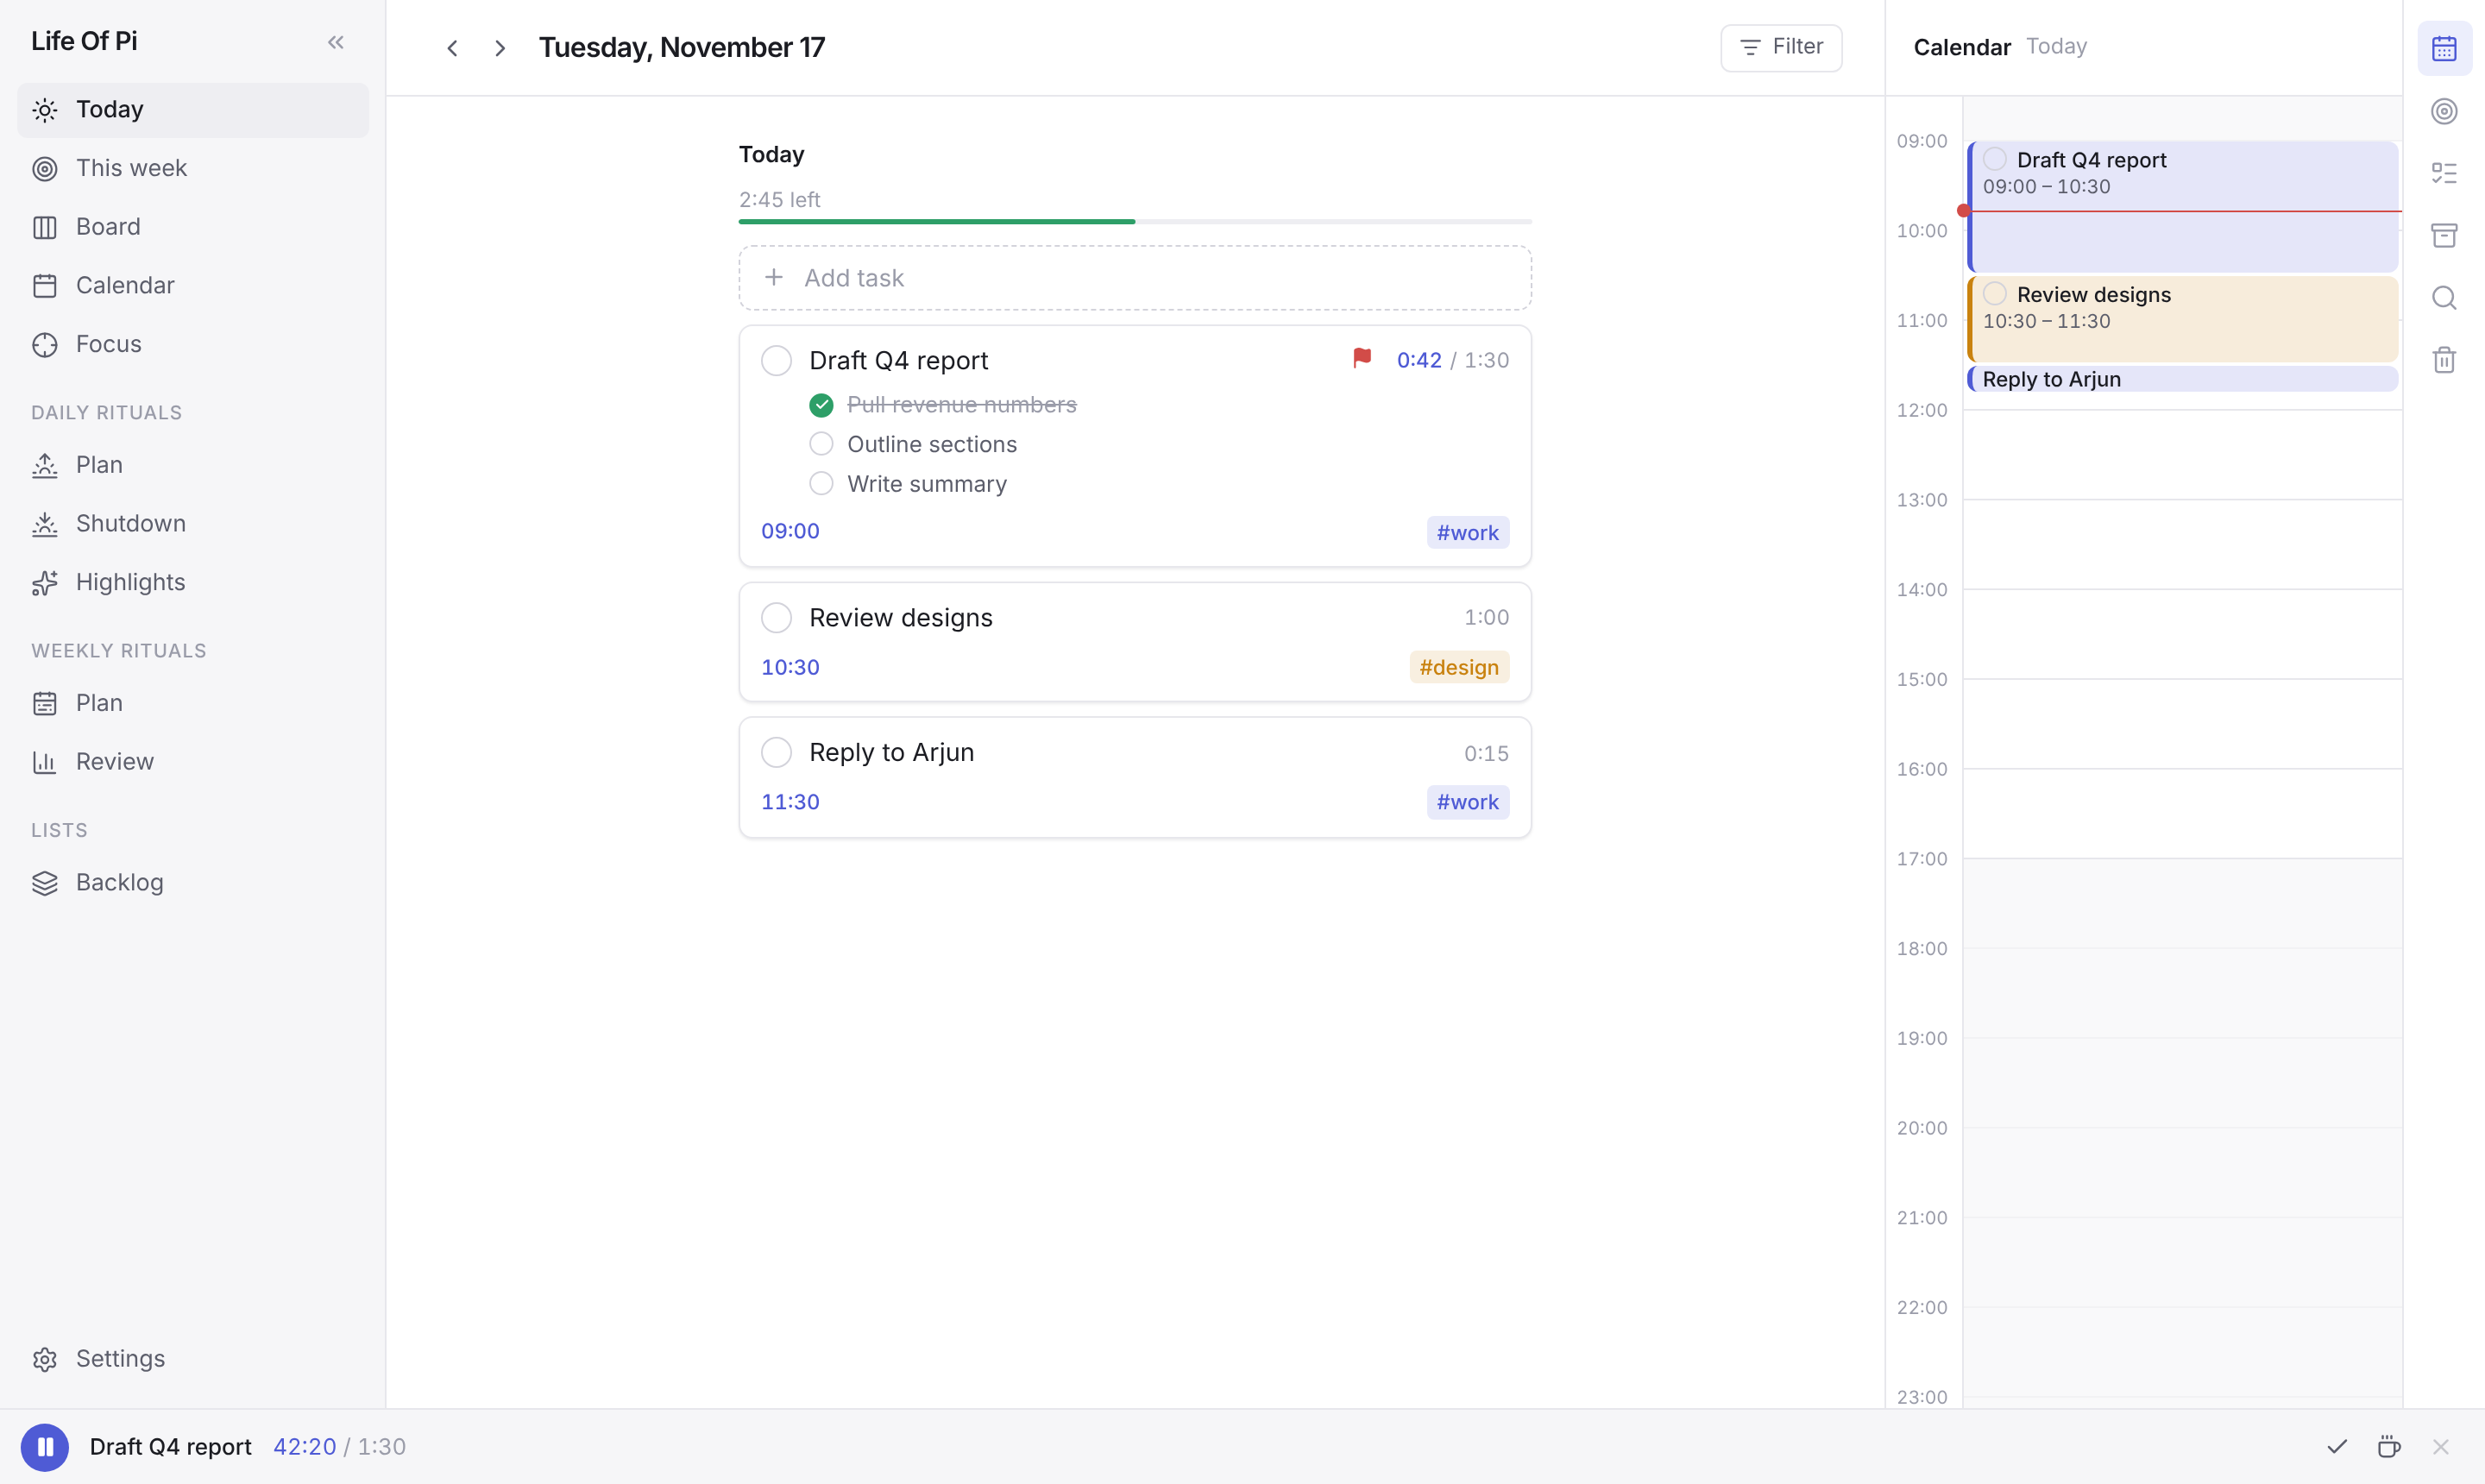 Life Of Pi
Today
This week
Board
Calendar
Focus
DAILY RITUALS
Plan
Shutdown
Highlights
WEEKLY RITUALS
Plan
Review
LISTS
Backlog
Settings
Tuesday, November 17
Filter
Today
2:45 left
Add task
Draft Q4 report 0:42 / 1:30
Pull revenue numbers
Outline sections
Write summary
09:00 #work
Review designs 1:00
10:30 #design
Reply to Arjun 0:15
11:30 #work
Calendar Today
09:00
Draft Q4 report
09:00 – 10:30
10:00
Review designs
10:30 – 11:30
11:00
Reply to Arjun
12:00
13:00
14:00
15:00
16:00
17:00
18:00
19:00
20:00
21:00
22:00
23:00
Draft Q4 report 42:20 / 1:30